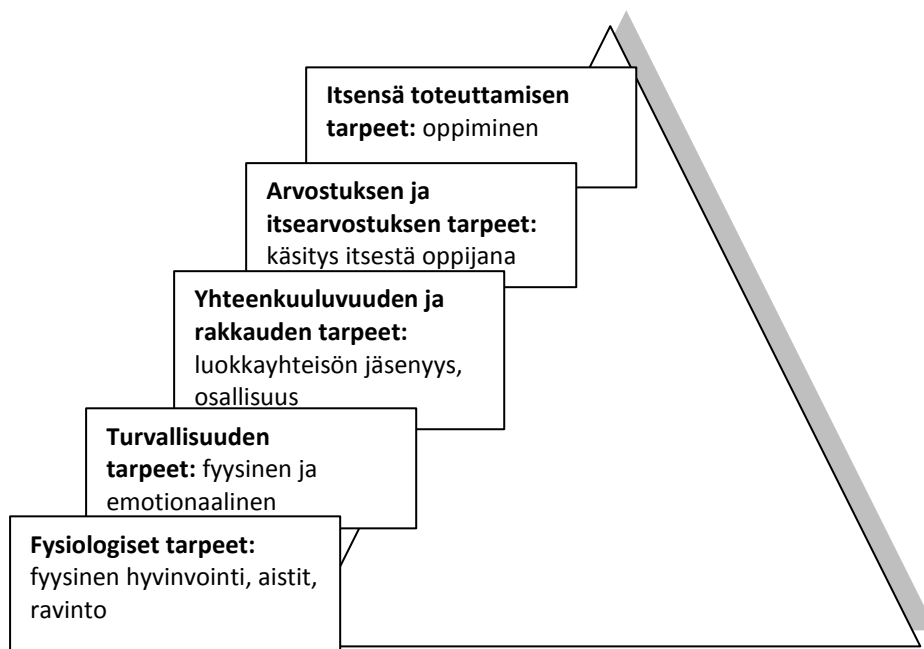 Itsensä toteuttamisen
tarpeet: oppiminen
Arvostuksen ja
itsearvostuksen tarpeet:
käsitys itsestä oppijana
Yhteenkuuluvuuden ja
rakkauden tarpeet:
luokkayhteisön jäsenyys,
osallisuus
Turvallisuuden
tarpeet: fyysinen ja
emotionaalinen
Fysiologiset tarpeet:
fyysinen hyvinvointi, aistit,
ravinto